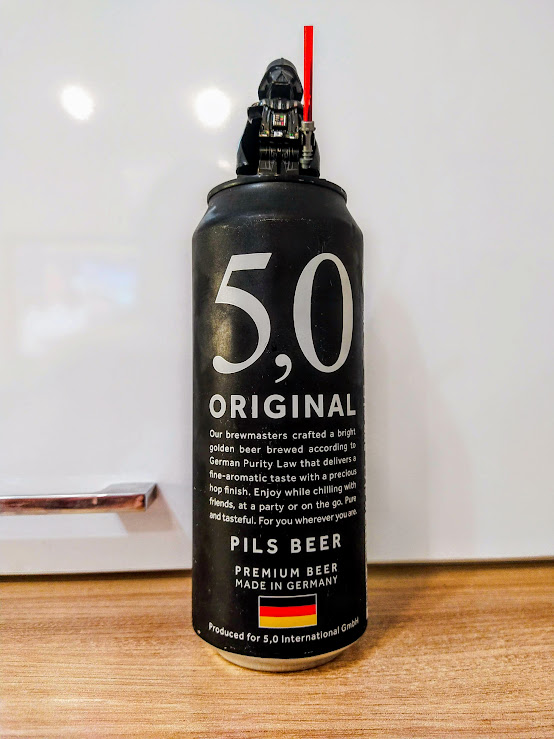 5,0
ORIGINAL
Our brewmasters crafted a bright
golden beer brewed according to
German Purity Law that delivers a
fine-aromatic taste with a precious
hop finish. Enjoy while chilling with
friends, at a party or on the go. Pure
and tasteful. For you wherever you are.
PILS BEER
PREMIUM BEER
MADE IN GERMANY
Produced for 5,0 International GmbH